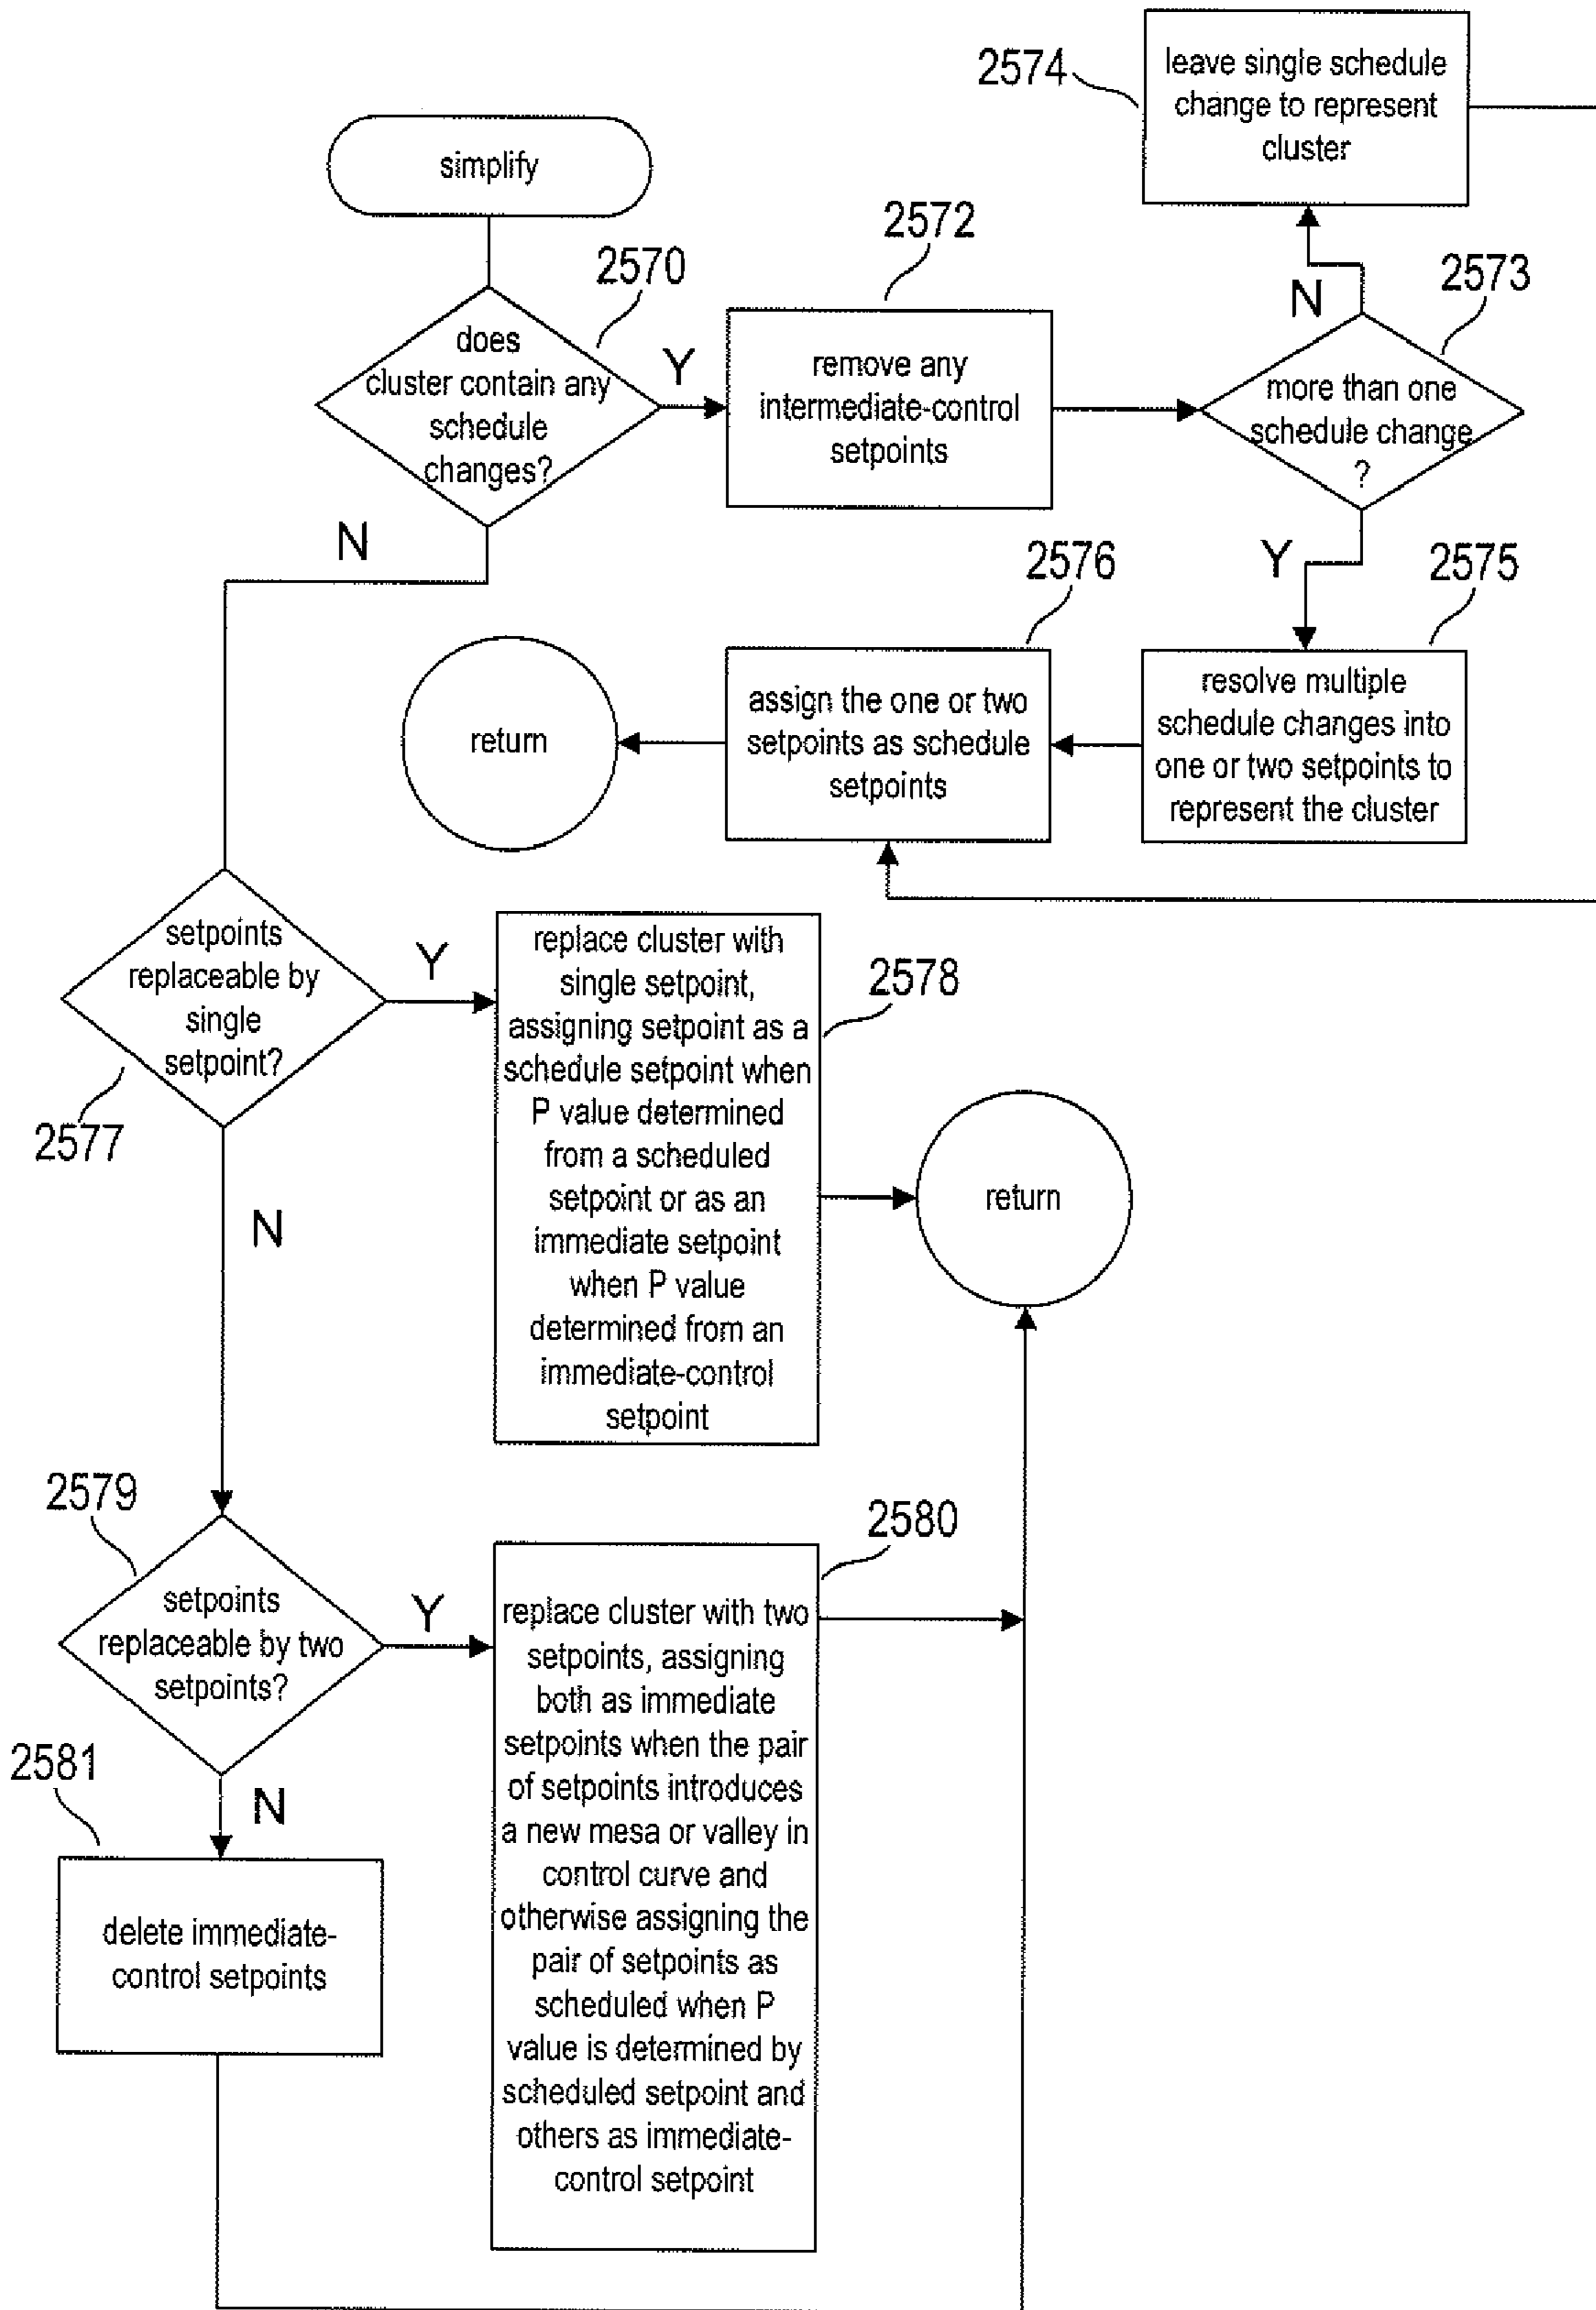 simplify
2570
does
cluster contain any
schedule
changes?
Y
N
2572
remove any
intermediate-control
setpoints
2573
more than one
schedule change
?
N
Y
2574
leave single schedule
change to represent
cluster
2575
resolve multiple
schedule changes into
one or two setpoints to
represent the cluster
2576
assign the one or two
setpoints as schedule
setpoints
return
setpoints
replaceable by
single
setpoint?
2577
Y
N
2578
replace cluster with
single setpoint,
assigning setpoint as a
schedule setpoint when
P value determined
from a scheduled
setpoint or as an
immediate setpoint
when P value
determined from an
immediate-control
setpoint
return
2579
setpoints
replaceable by two
setpoints?
Y
N
2580
replace cluster with two
setpoints, assigning
both as immediate
setpoints when the pair
of setpoints introduces
a new mesa or valley in
control curve and
otherwise assigning the
pair of setpoints as
scheduled when P
value is determined by
scheduled setpoint and
others as immediate-
control setpoint
2581
delete immediate-
control setpoints